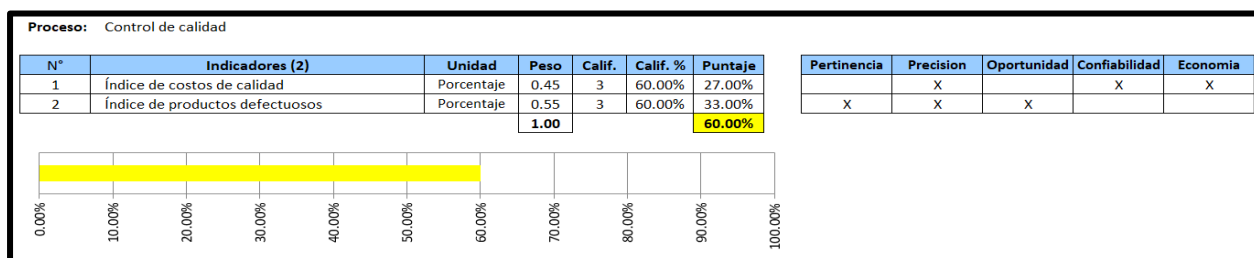 Proceso: Control de calidad
N° Indicadores (2) Unidad Peso Calif. Calif. % Puntaje Pertinencia Precision Oportunidad Confiabilidad Economia
1 Índice de costos de calidad Porcentaje 0.45 3 60.00% 27.00% X X X
2 Índice de productos defectuosos Porcentaje 0.55 3 60.00% 33.00% X X X
1.00 60.00%
0.00% 10.00% 20.00% 30.00% 40.00% 50.00% 60.00% 70.00% 80.00% 90.00% 100.00%